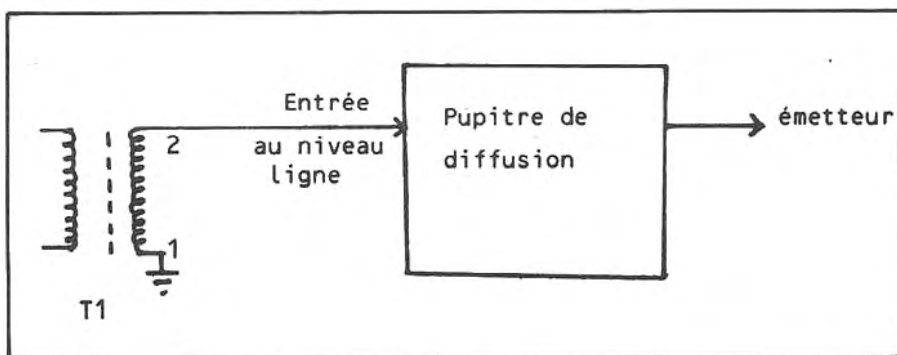 Entrée
au niveau
ligne
Pupitre de
diffusion
émetteur
2
1
T1